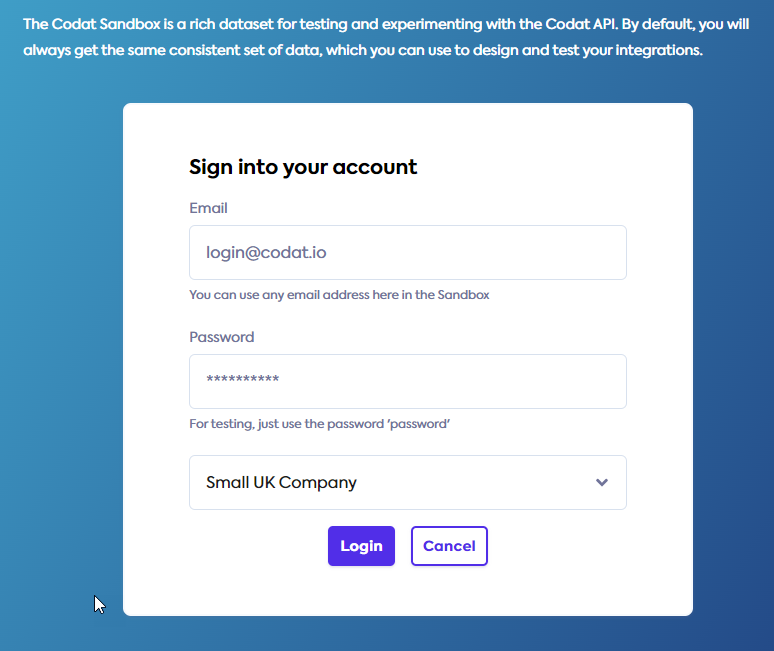 The Codat Sandbox is a rich dataset for testing and experimenting with the Codat API. By default, you will
always get the same consistent set of data, which you can use to design and test your integrations.
Sign into your account
Email
login@codat.io
You can use any email address here in the Sandbox
Password
**********
For testing, just use the password 'password'
Small UK Company
Login Cancel